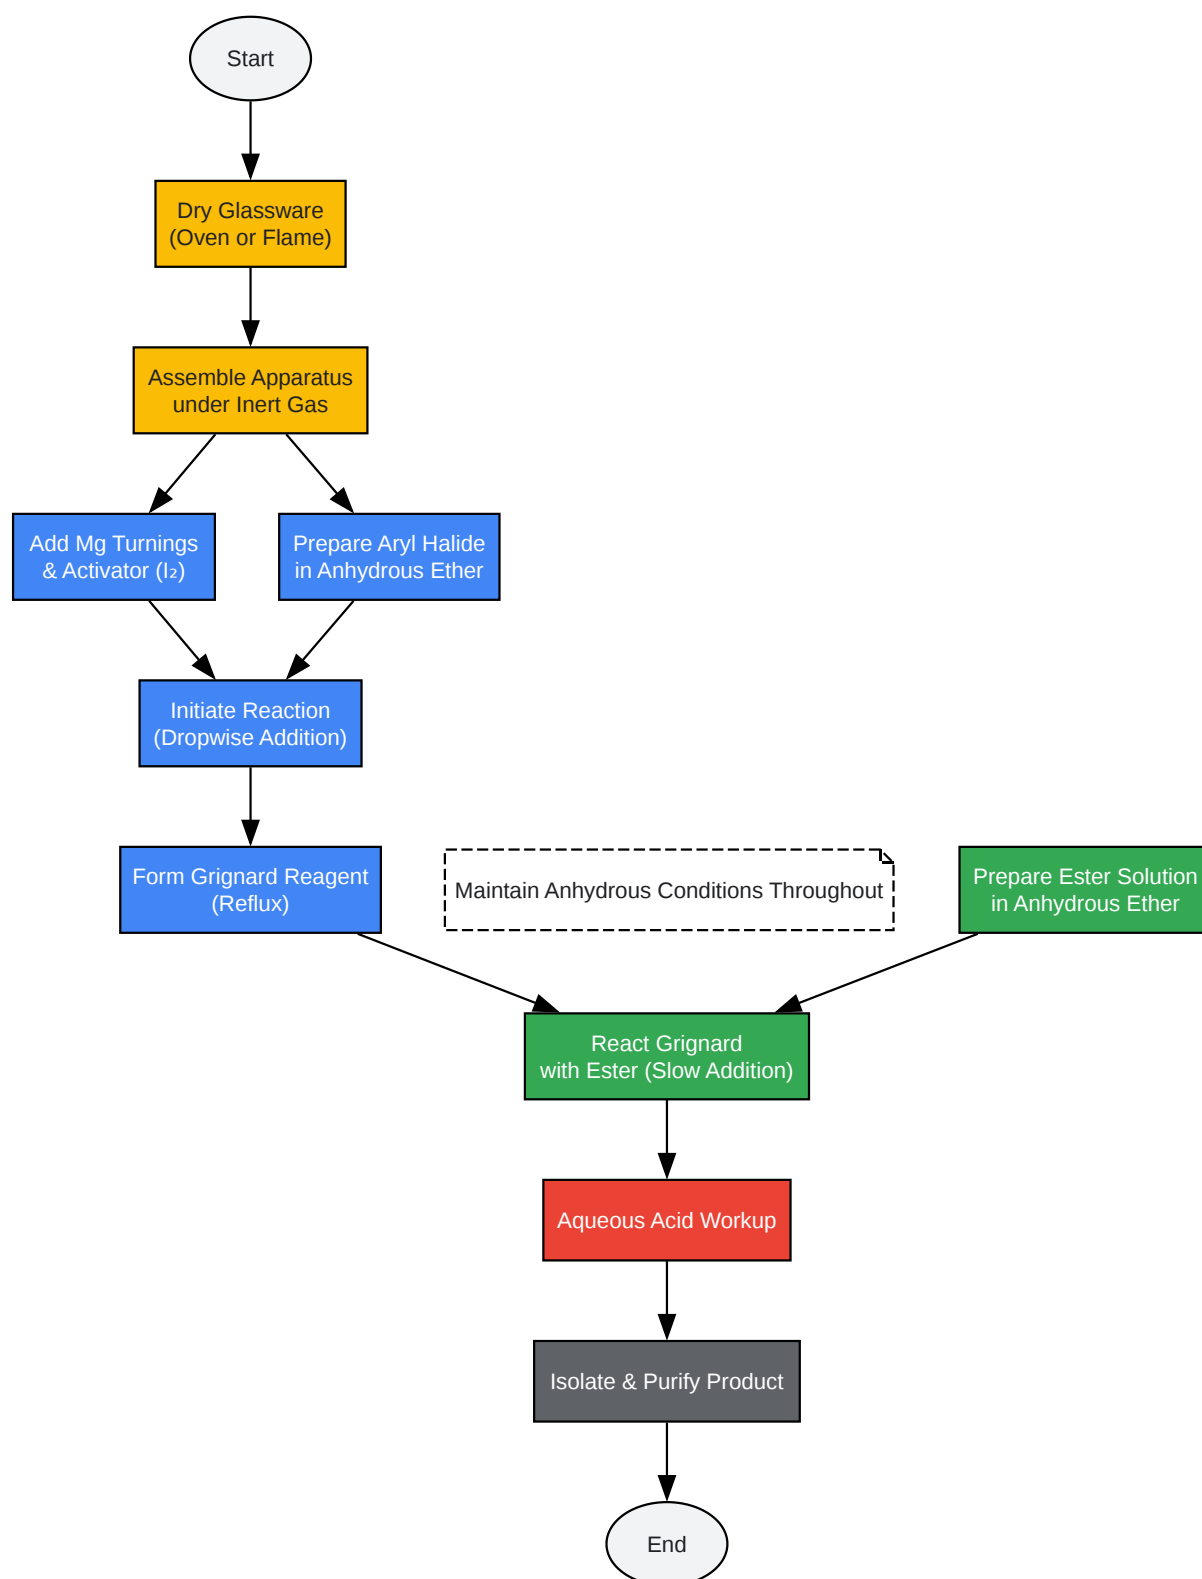 Start
Dry Glassware
(Oven or Flame)
Assemble Apparatus
under Inert Gas
Add Mg Turnings
& Activator (I₂)
Prepare Aryl Halide
in Anhydrous Ether
Initiate Reaction
(Dropwise Addition)
Form Grignard Reagent
(Reflux)
Maintain Anhydrous Conditions Throughout
Prepare Ester Solution
in Anhydrous Ether
React Grignard
with Ester (Slow Addition)
Aqueous Acid Workup
Isolate & Purify Product
End